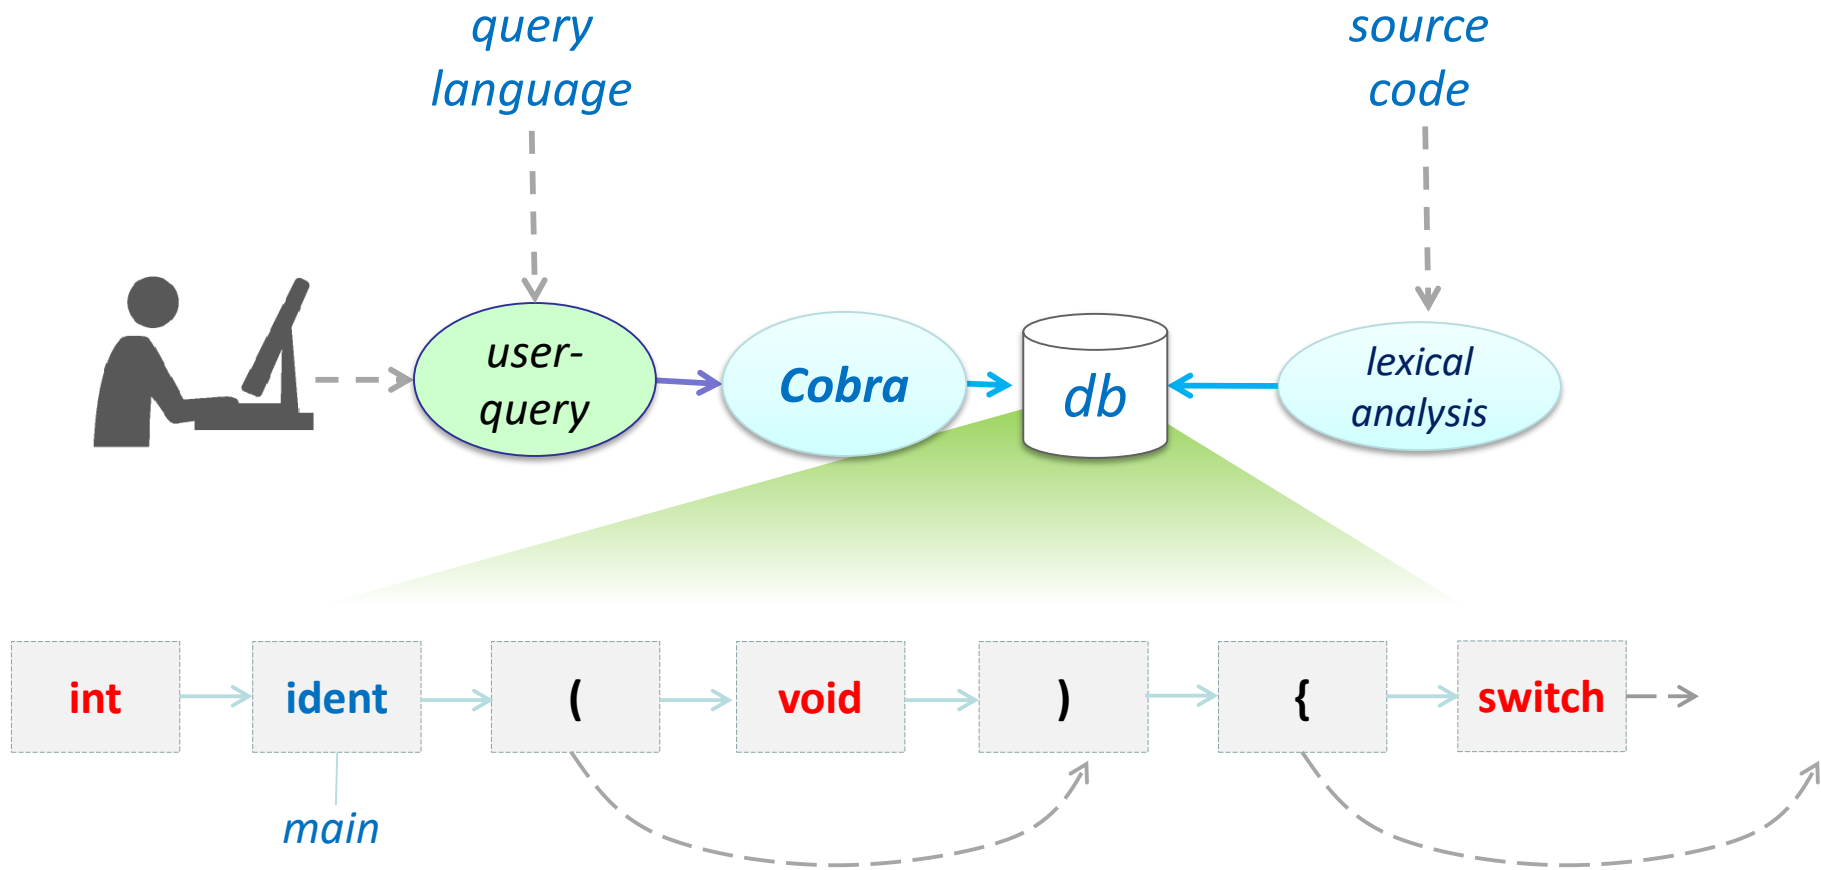 query
language
source
code
user-
query
Cobra
db
lexical
analysis
int
ident
(
void
)
{
switch
main